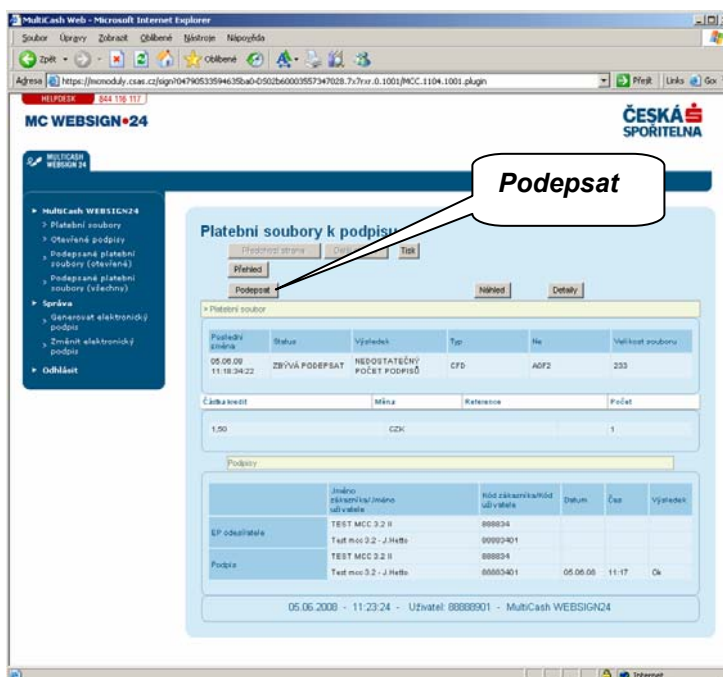 MultiCash Web - Microsoft Internet Explorer
Soubor Úpravy Zobrazit Oblíbené Nástroje Nápověda
Zpět Oblíbené
Adresa Přejít Links
HELPDESK 844 116 117
MC WEBSIGN•24
ČESKÁ
SPOŘITELNA
MULTICASH
WEBSIGN 24
Podepsat
MultiCash WEBSIGN24
Platební soubory
Otevřené podpisy
Podepsané platební
soubory (otevřené)
Podepsané platební
soubory (všechny)
Správa
Generovat elektronický
podpis
Změnit elektronický
podpis
Odhlásit
Platební soubory k podpisu
Předchozí strana Tisk
Přehled
Podepsat Náhled Detaily
» Platební soubor
Poslední
změna Status Výsledek Typ Ne Velikost souboru
05.06.08
11:18:34:22 ZBÝVÁ PODEPSAT NEDOSTATEČNÝ
POČET PODPISŮ CFD AOF2 233
Částka kredit Měna Reference Počet
1,50 CZK 1
Podpisy
Jméno
zákazníka/Jméno
uživatele Kód zákazníka/Kód
uživatele Datum Čas Výsledek
EP odesílatele TEST MCC 3.2 II 888834
Test mcc 3.2 - J.Hetto 88883401
Podpis TEST MCC 3.2 II 888834
Test mcc 3.2 - J.Hetto 88883401 05.06.08 11:17 Ok
05.06.2008 - 11:23:24 - Uživatel: 88888901 - MultiCash WEBSIGN24
Internet